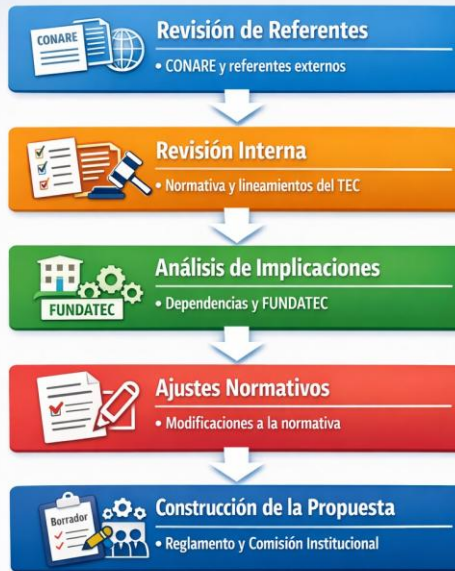 CONARE
Revisión de Referentes
• CONARE y referentes externos
Revisión Interna
• Normativa y lineamientos del TEC
FUNDATEC
Análisis de Implicaciones
• Dependencias y FUNDATEC
Ajustes Normativos
• Modificaciones a la normativa
Borrador
Construcción de la Propuesta
• Reglamento y Comisión Institucional